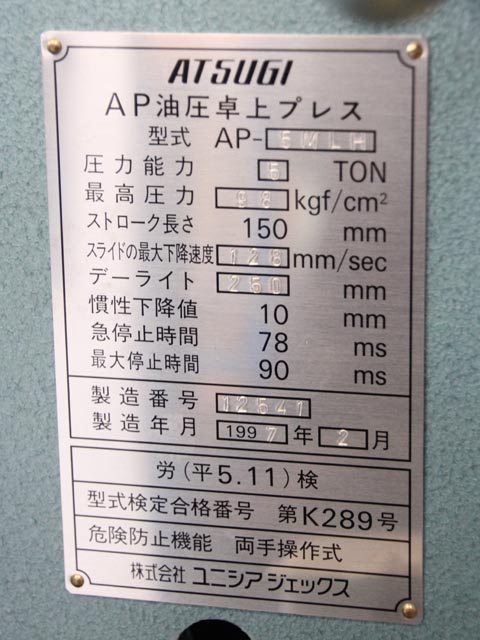 ATSUGI
AP油圧卓上プレス
型式 AP-5MLH
圧力能力 5 TON
最高圧力 98 kgf/cm²
ストローク長さ 150 mm
スライドの最大下降速度 128 mm/sec
デーライト 250 mm
慣性下降値 10 mm
急停止時間 78 ms
最大停止時間 90 ms
製造番号 12541
製造年月 1997年2月
労(平5.11)検
型式検定合格番号 第K289号
危険防止機能 両手操作式
株式会社 ユニシアジェックス